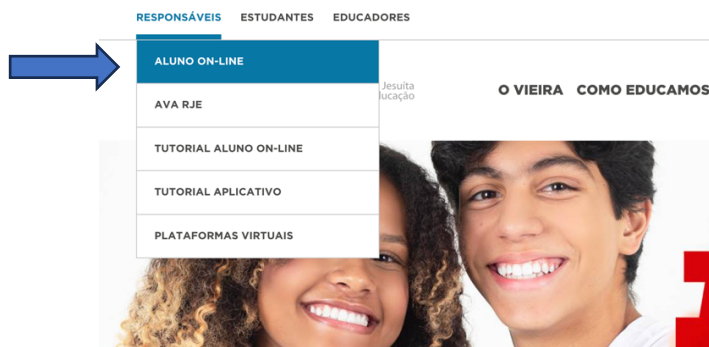 RESPONSÁVEIS ESTUDANTES EDUCADORES
ALUNO ON-LINE
Jesuíta
O VIEIRA COMO EDUCAMOS
AVA RJE
TUTORIAL ALUNO ON-LINE
TUTORIAL APLICATIVO
PLATAFORMAS VIRTUAIS